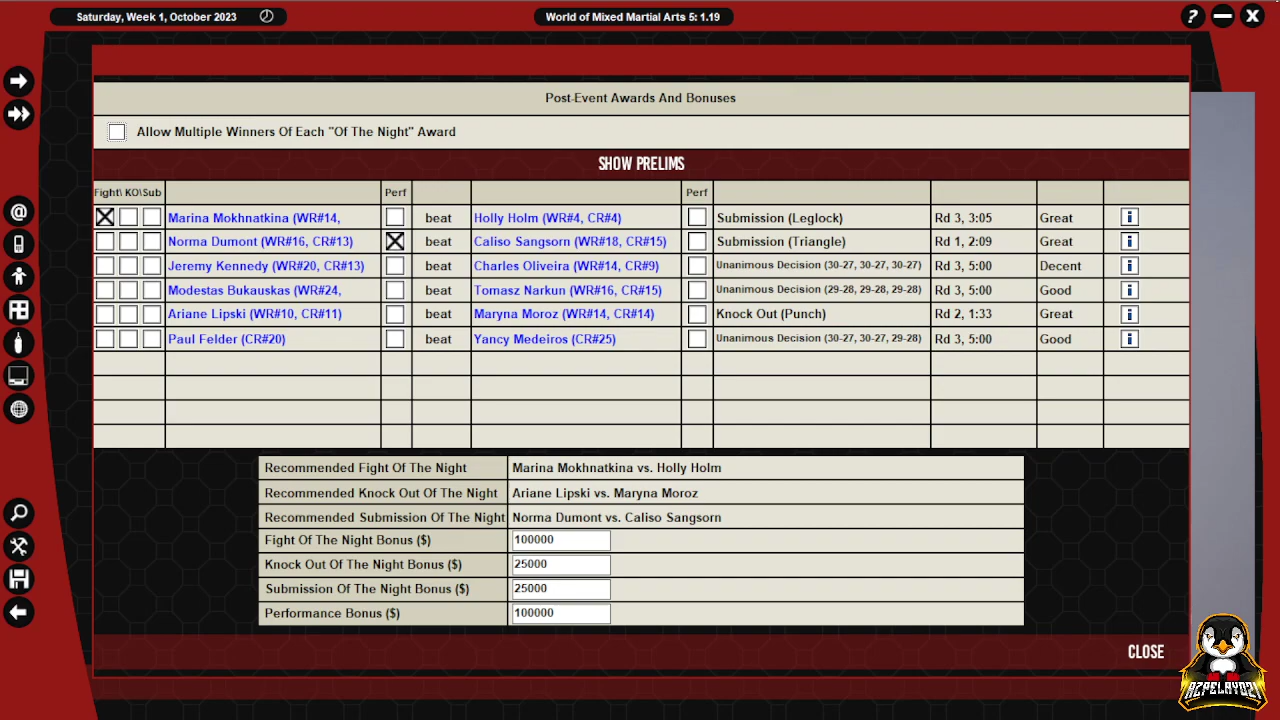 Saturday, Week 1, October 2023
World of Mixed Martial Arts 5: 1.19
?
X
Post-Event Awards And Bonuses
Allow Multiple Winners Of Each "Of The Night" Award
SHOW PRELIMS
Fight\ KO\Sub Perf Perf
Marina Mokhnatkina (WR#14, beat Holly Holm (WR#4, CR#4) Submission (Leglock) Rd 3, 3:05 Great i
Norma Dumont (WR#16, CR#13) beat Caliso Sangsorn (WR#18, CR#15) Submission (Triangle) Rd 1, 2:09 Great i
Jeremy Kennedy (WR#20, CR#13) beat Charles Oliveira (WR#14, CR#9) Unanimous Decision (30-27, 30-27, 30-27) Rd 3, 5:00 Decent i
Modestas Bukauskas (WR#24, beat Tomasz Narkun (WR#16, CR#15) Unanimous Decision (29-28, 29-28, 29-28) Rd 3, 5:00 Good i
Ariane Lipski (WR#10, CR#11) beat Maryna Moroz (WR#14, CR#14) Knock Out (Punch) Rd 2, 1:33 Great i
Paul Felder (CR#20) beat Yancy Medeiros (CR#25) Unanimous Decision (30-27, 30-27, 29-28) Rd 3, 5:00 Good i
Recommended Fight Of The Night Marina Mokhnatkina vs. Holly Holm
Recommended Knock Out Of The Night Ariane Lipski vs. Maryna Moroz
Recommended Submission Of The Night Norma Dumont vs. Caliso Sangsorn
Fight Of The Night Bonus ($) 100000
Knock Out Of The Night Bonus ($) 25000
Submission Of The Night Bonus ($) 25000
Performance Bonus ($) 100000
CLOSE
AZPELAYO21